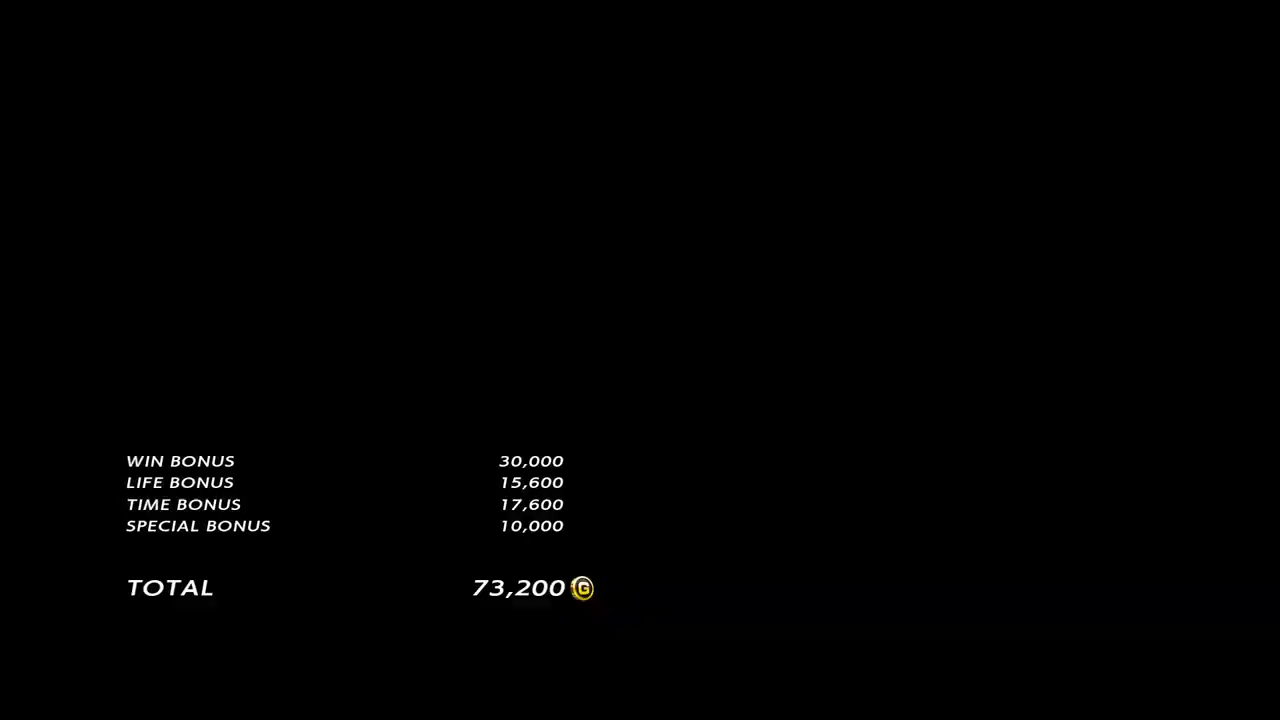 WIN BONUS 30,000
LIFE BONUS 15,600
TIME BONUS 17,600
SPECIAL BONUS 10,000
TOTAL 73,200 G